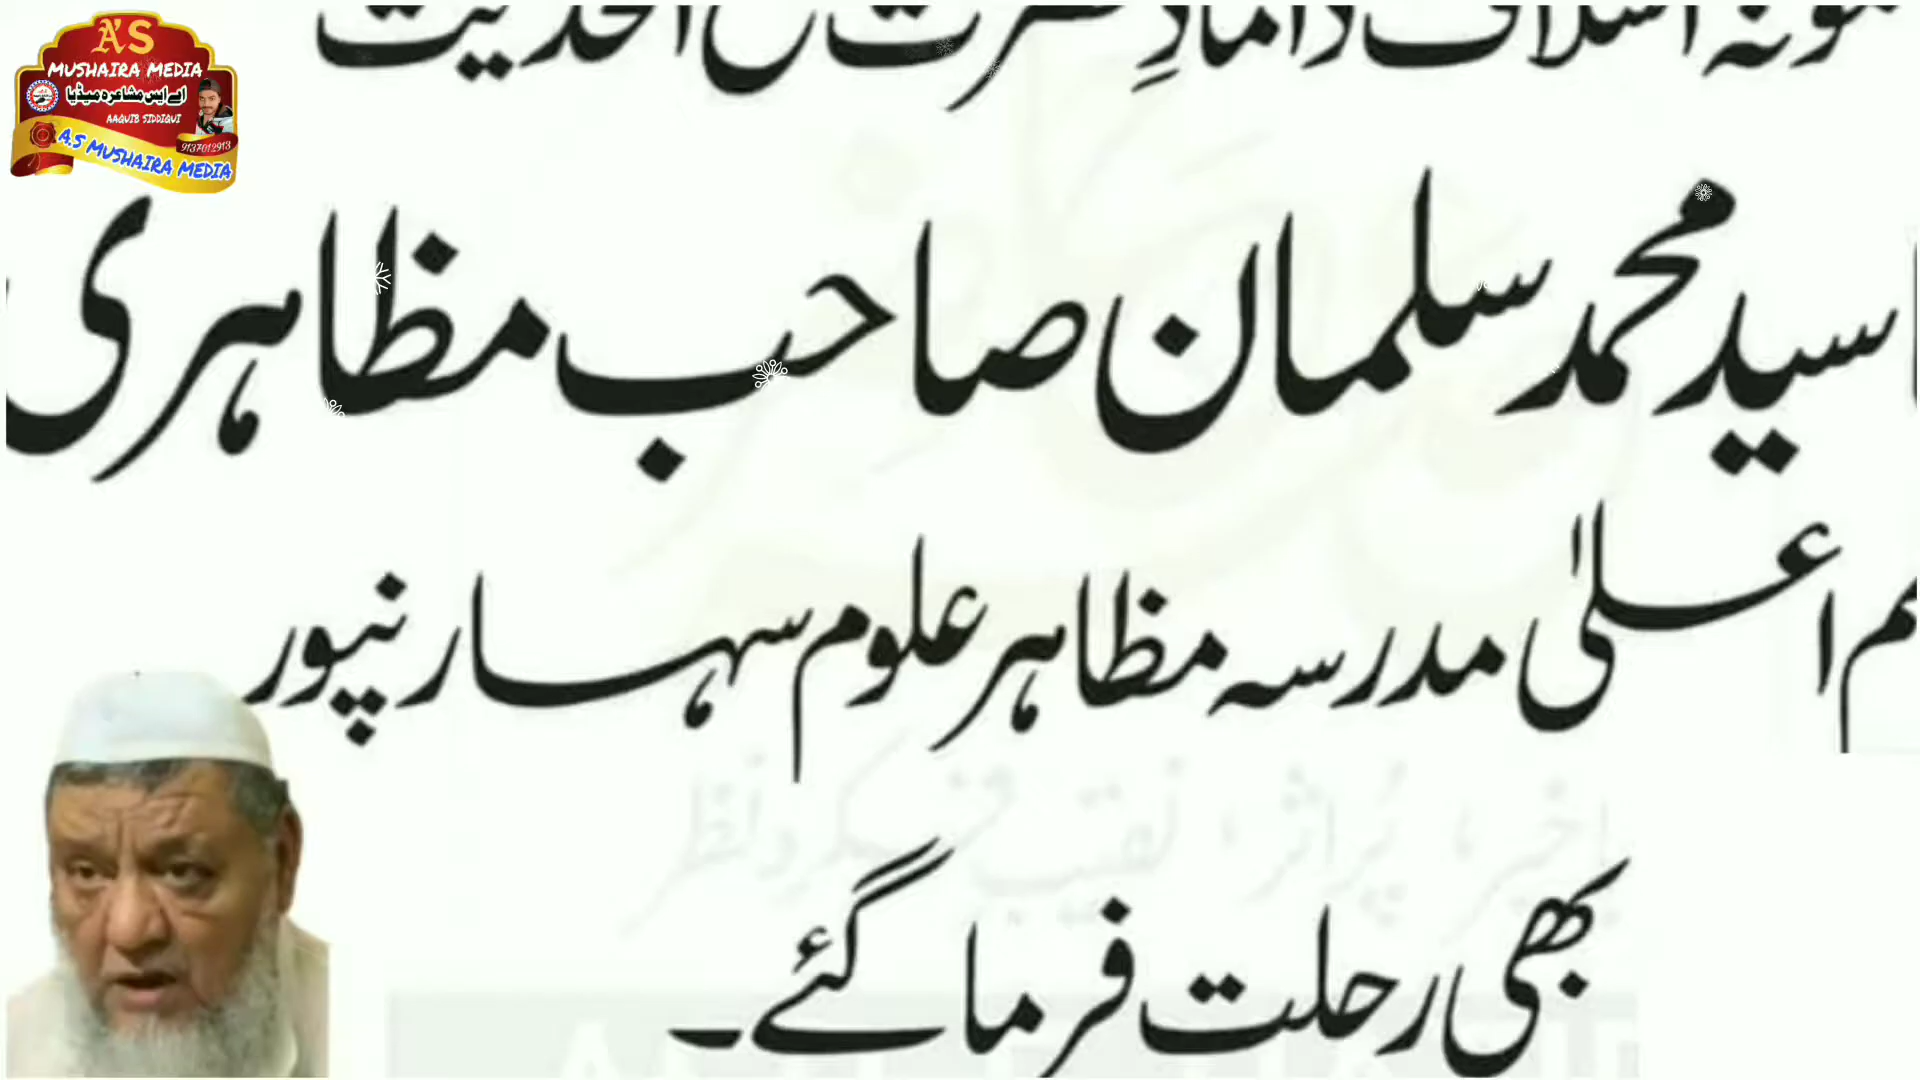 A'S
MUSHAIRA MEDIA
اے ایس مشاعرہ میڈیا
AAQUIB SIDDIQUI
9137012913
A.S MUSHAIRA MEDIA
نمونہ اسلاف داماد حضرت الحدیث
سید محمد سلمان صاحب مظاہری
اعلیٰ مدرسہ مظاہر علوم سہارنپور
بھی رحلت فرما گئے۔